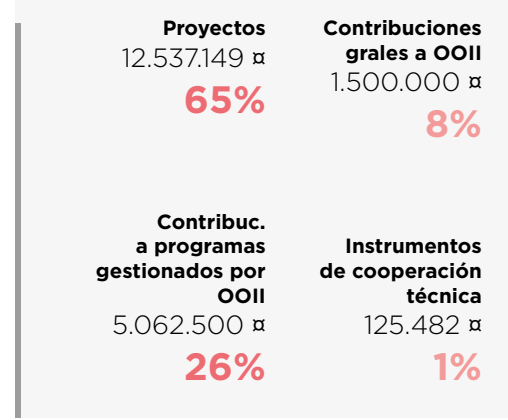 Proyectos
12.537.149 ¤
65%
Contribuciones
grales a OOII
1.500.000 ¤
8%
Contribuc.
a programas
gestionados por
OOII
5.062.500 ¤
26%
Instrumentos
de cooperación
técnica
125.482 ¤
1%